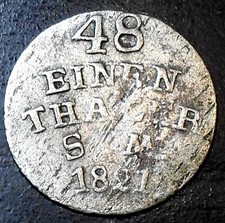 48
EINEN
THALER
S M
1821